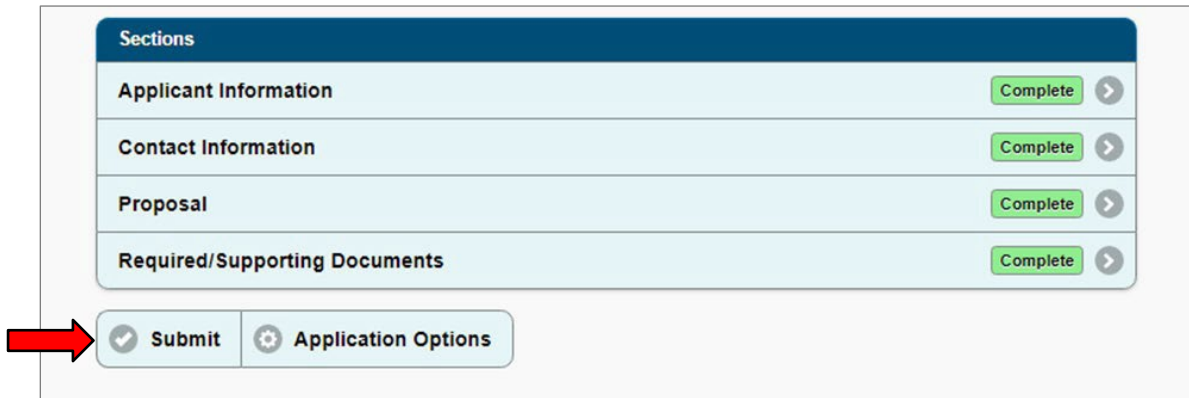 Sections
Applicant Information Complete
Contact Information Complete
Proposal Complete
Required/Supporting Documents Complete
Submit Application Options